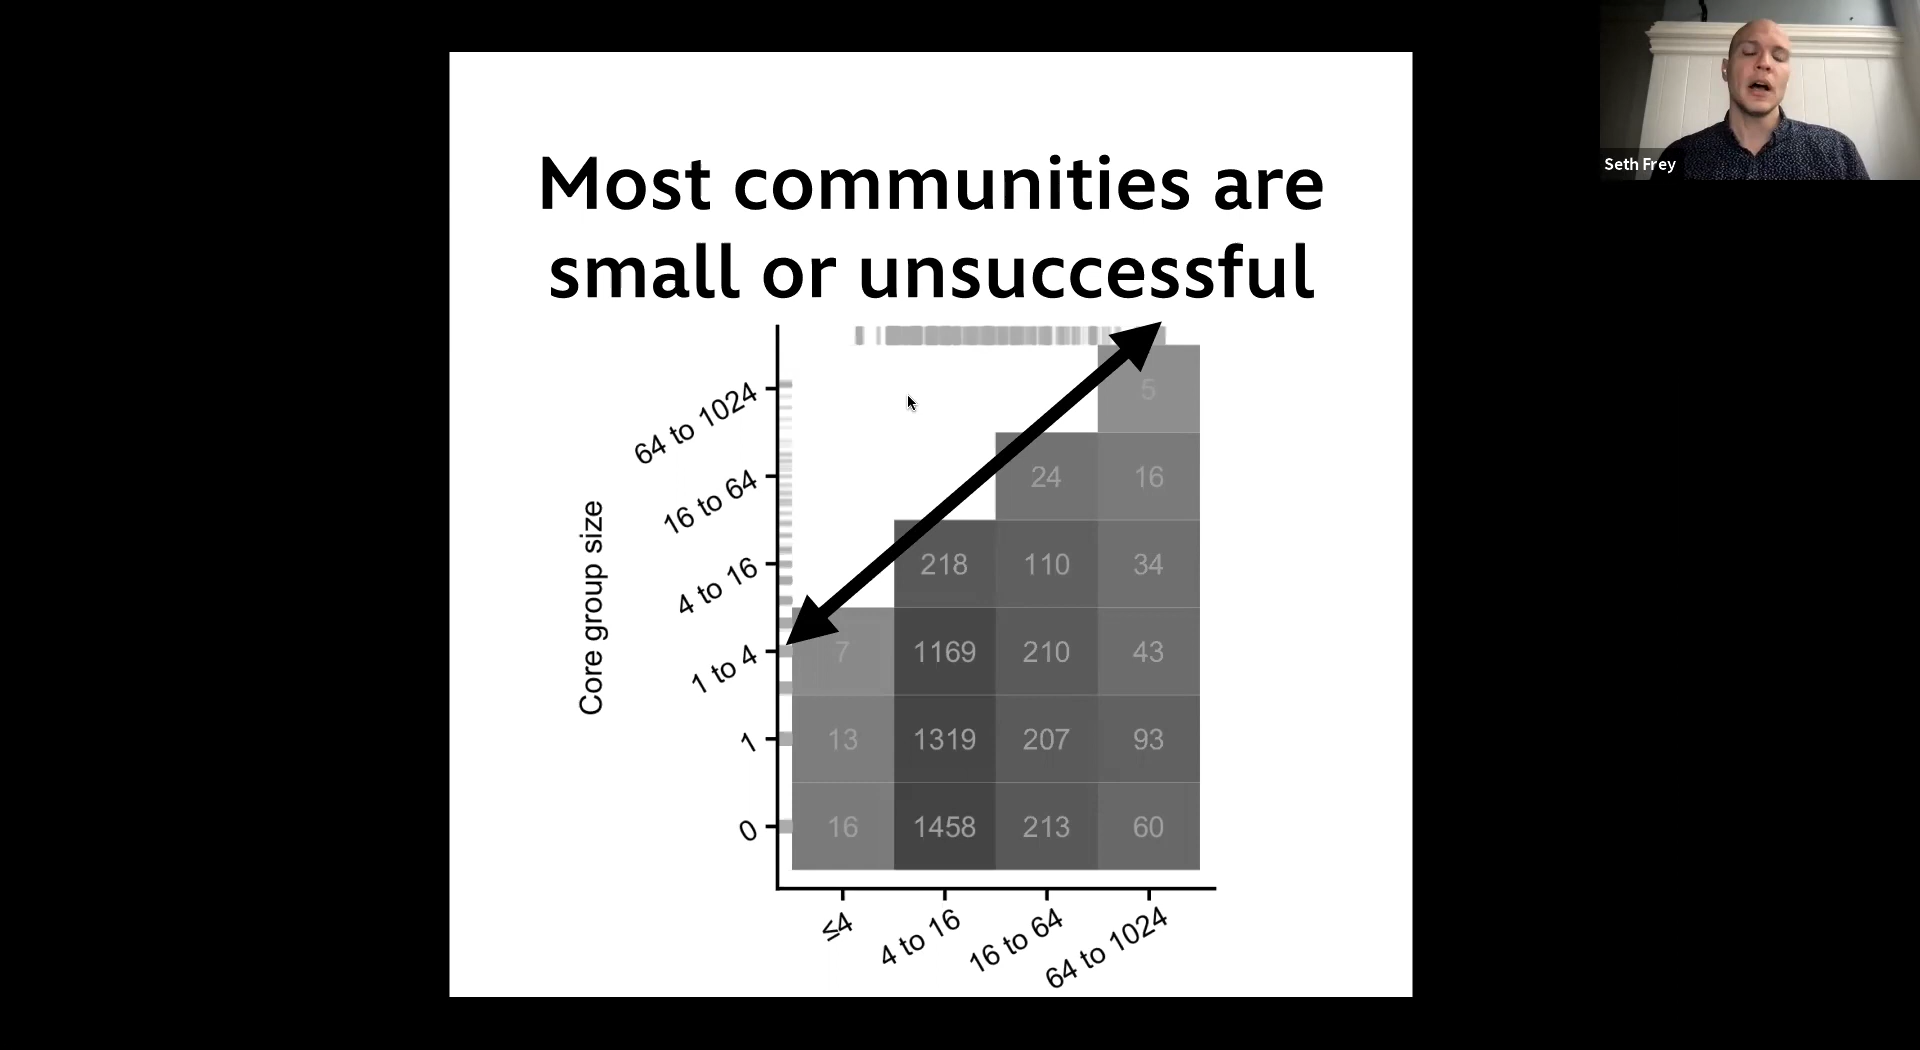 Most communities are
small or unsuccessful
Seth Frey
Core group size
64 to 1024
16 to 64
4 to 16
1 to 4
1
0
5
24 16
218 110 34
7 1169 210 43
13 1319 207 93
16 1458 213 60
≤4
4 to 16
16 to 64
64 to 1024